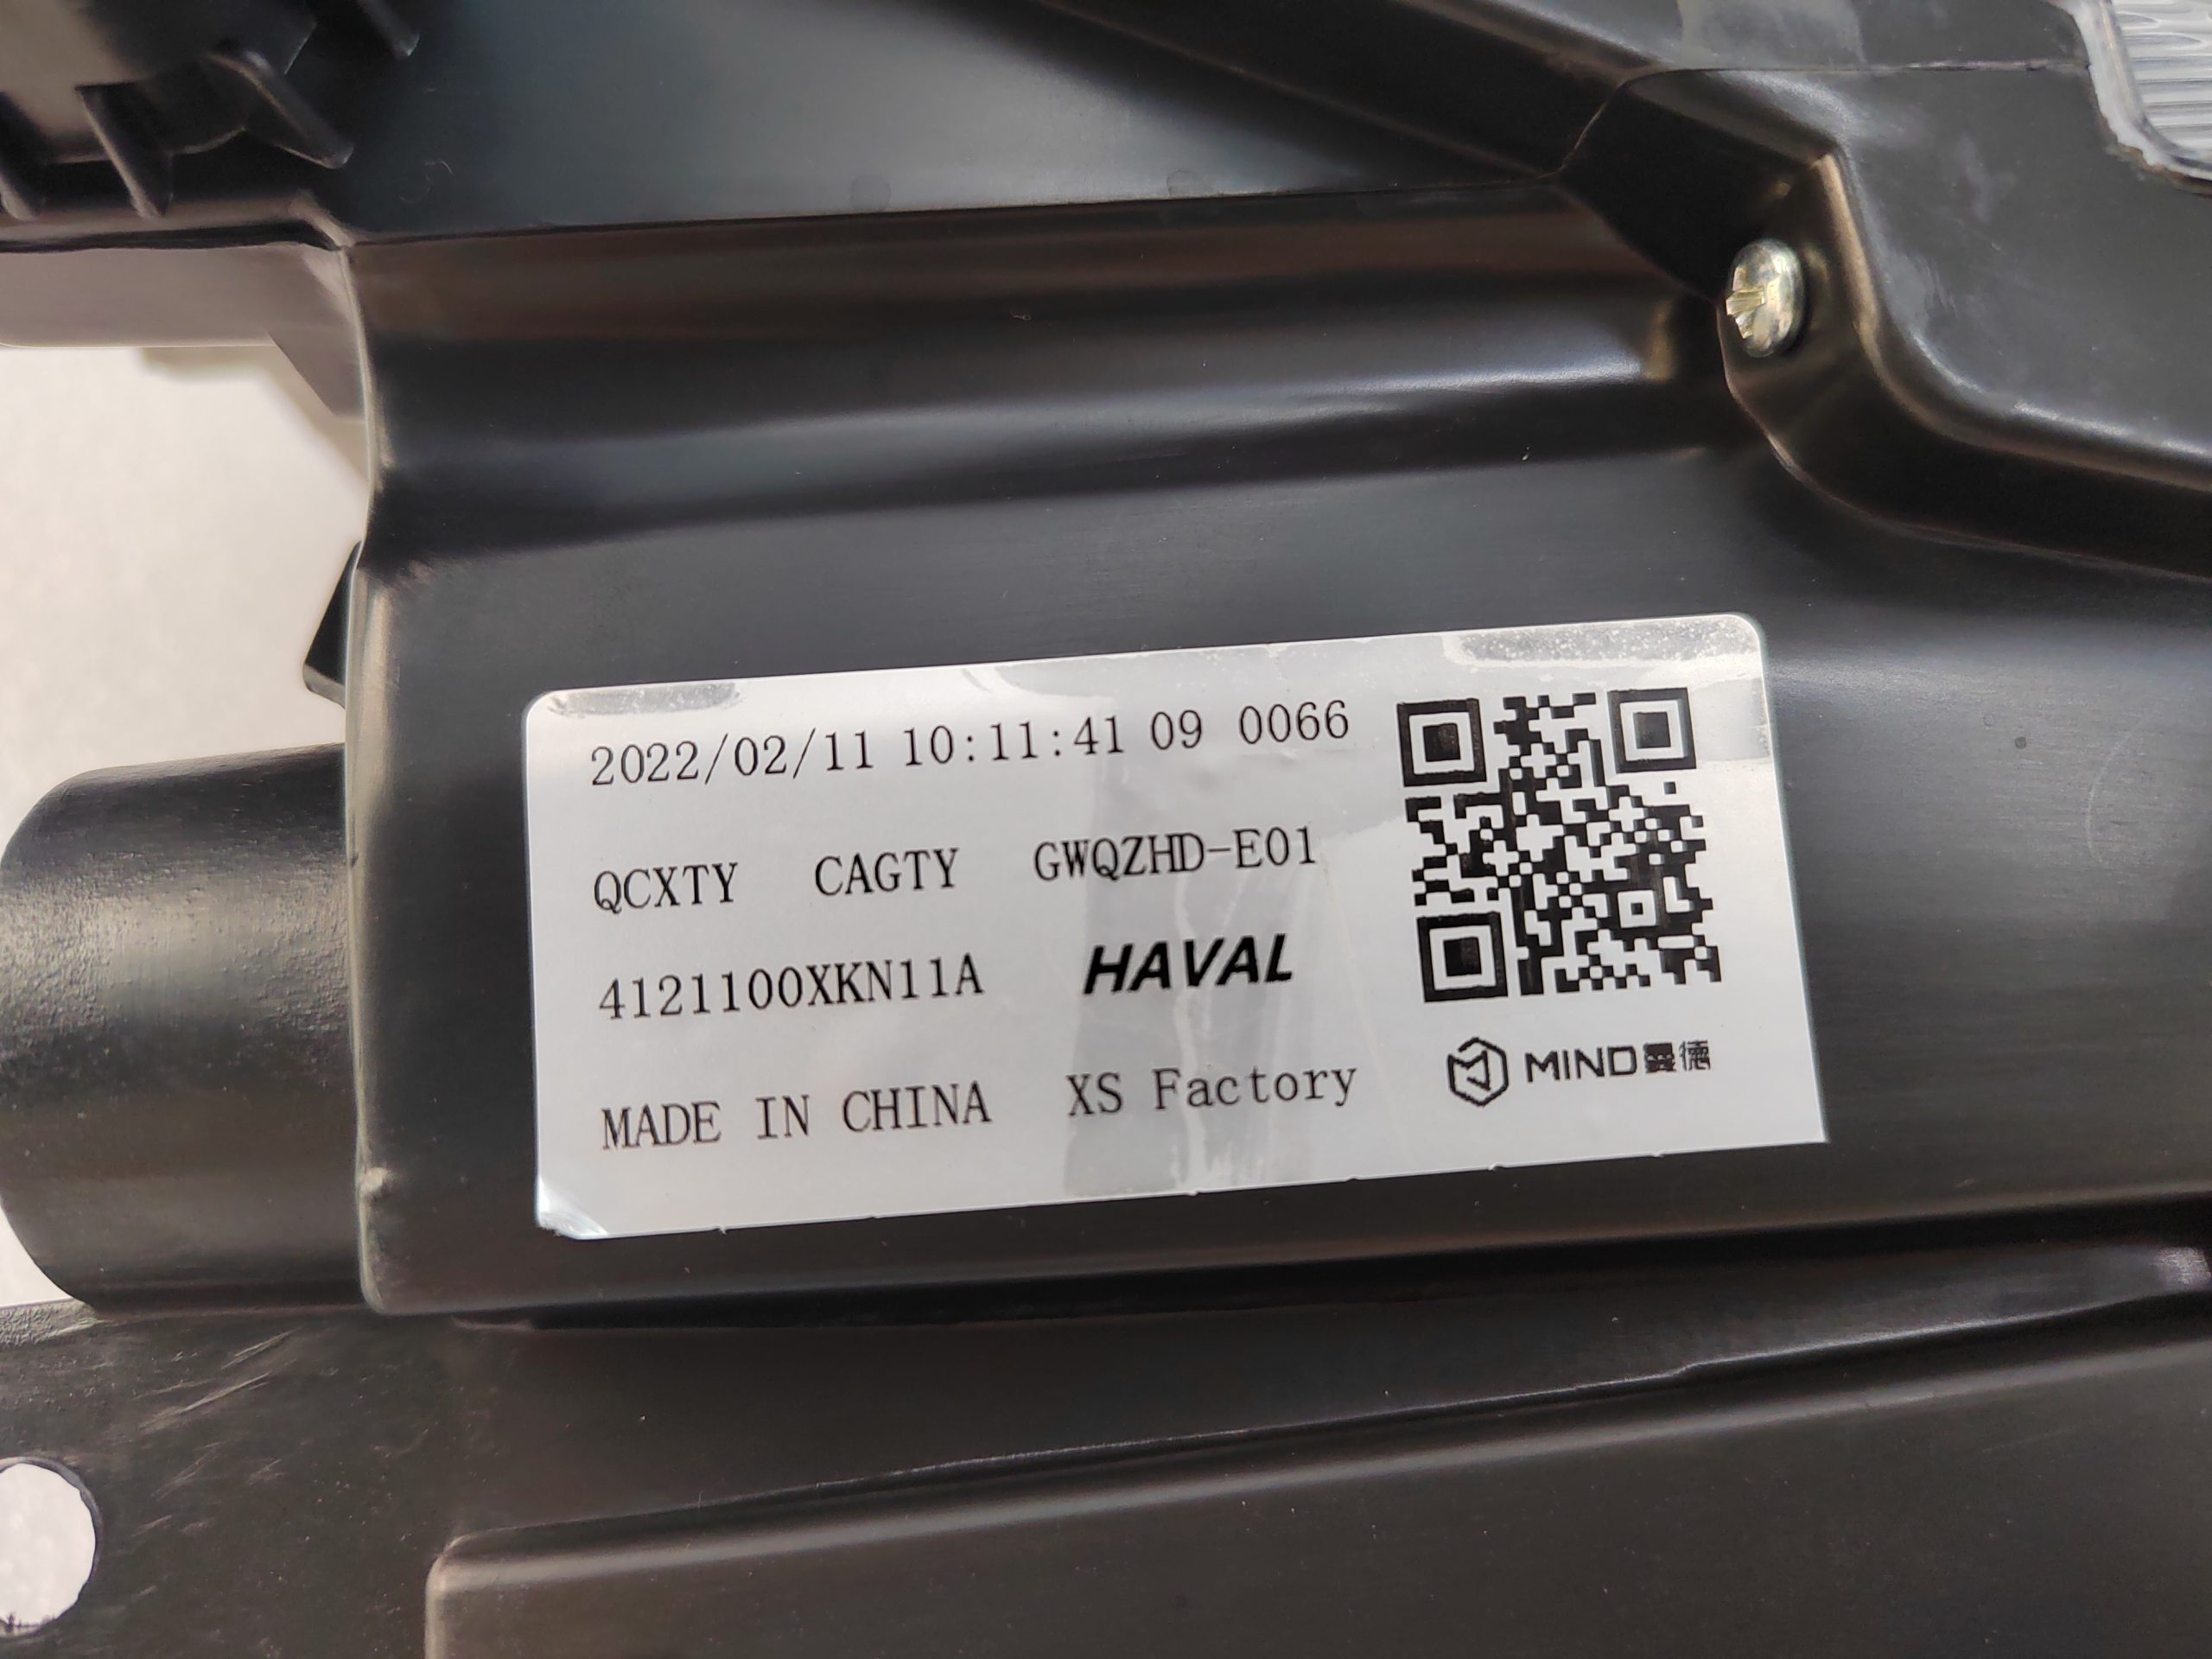 2022/02/11 10:11:41 09 0066
QCXTY CAGTY GWQZHD-E01
4121100XKN11A HAVAL
MADE IN CHINA XS Factory
MIND曼德